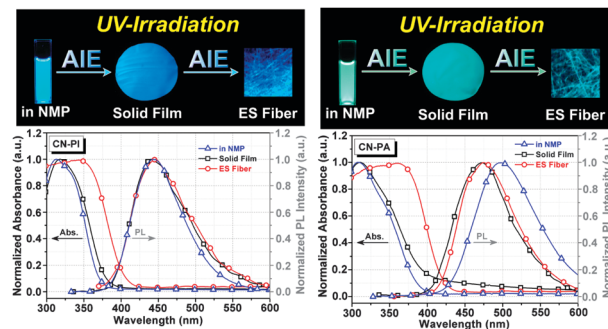 UV-Irradiation
AIE
AIE
in NMP
Solid Film
ES Fiber
UV-Irradiation
AIE
AIE
in NMP
Solid Film
ES Fiber
CN-PI
in NMP
Solid Film
ES Fiber
Abs.
PL
Normalized Absorbance (a.u.)
Normalized PL Intensity (a.u.)
1.0
0.8
0.6
0.4
0.2
0.0
1.0
0.8
0.6
0.4
0.2
0.0
300 350 400 450 500 550 600
Wavelength (nm)
CN-PA
in NMP
Solid Film
ES Fiber
Abs.
PL
Normalized Absorbance (a.u.)
Normalized PL Intensity (a.u.)
1.0
0.8
0.6
0.4
0.2
0.0
1.0
0.8
0.6
0.4
0.2
0.0
300 350 400 450 500 550 600
Wavelength (nm)